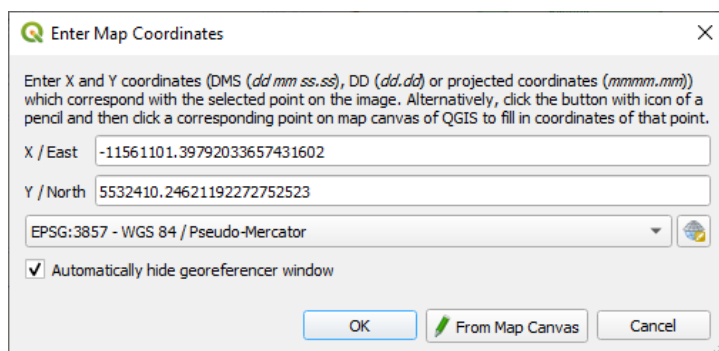 Enter Map Coordinates
Enter X and Y coordinates (DMS (dd mm ss.ss), DD (dd.dd) or projected coordinates (mmmm.mm))
which correspond with the selected point on the image. Alternatively, click the button with icon of a
pencil and then click a corresponding point on map canvas of QGIS to fill in coordinates of that point.
X / East -11561101.39792033657431602
Y / North 5532410.24621192272752523
EPSG:3857 - WGS 84 / Pseudo-Mercator
Automatically hide georeferencer window
OK From Map Canvas Cancel